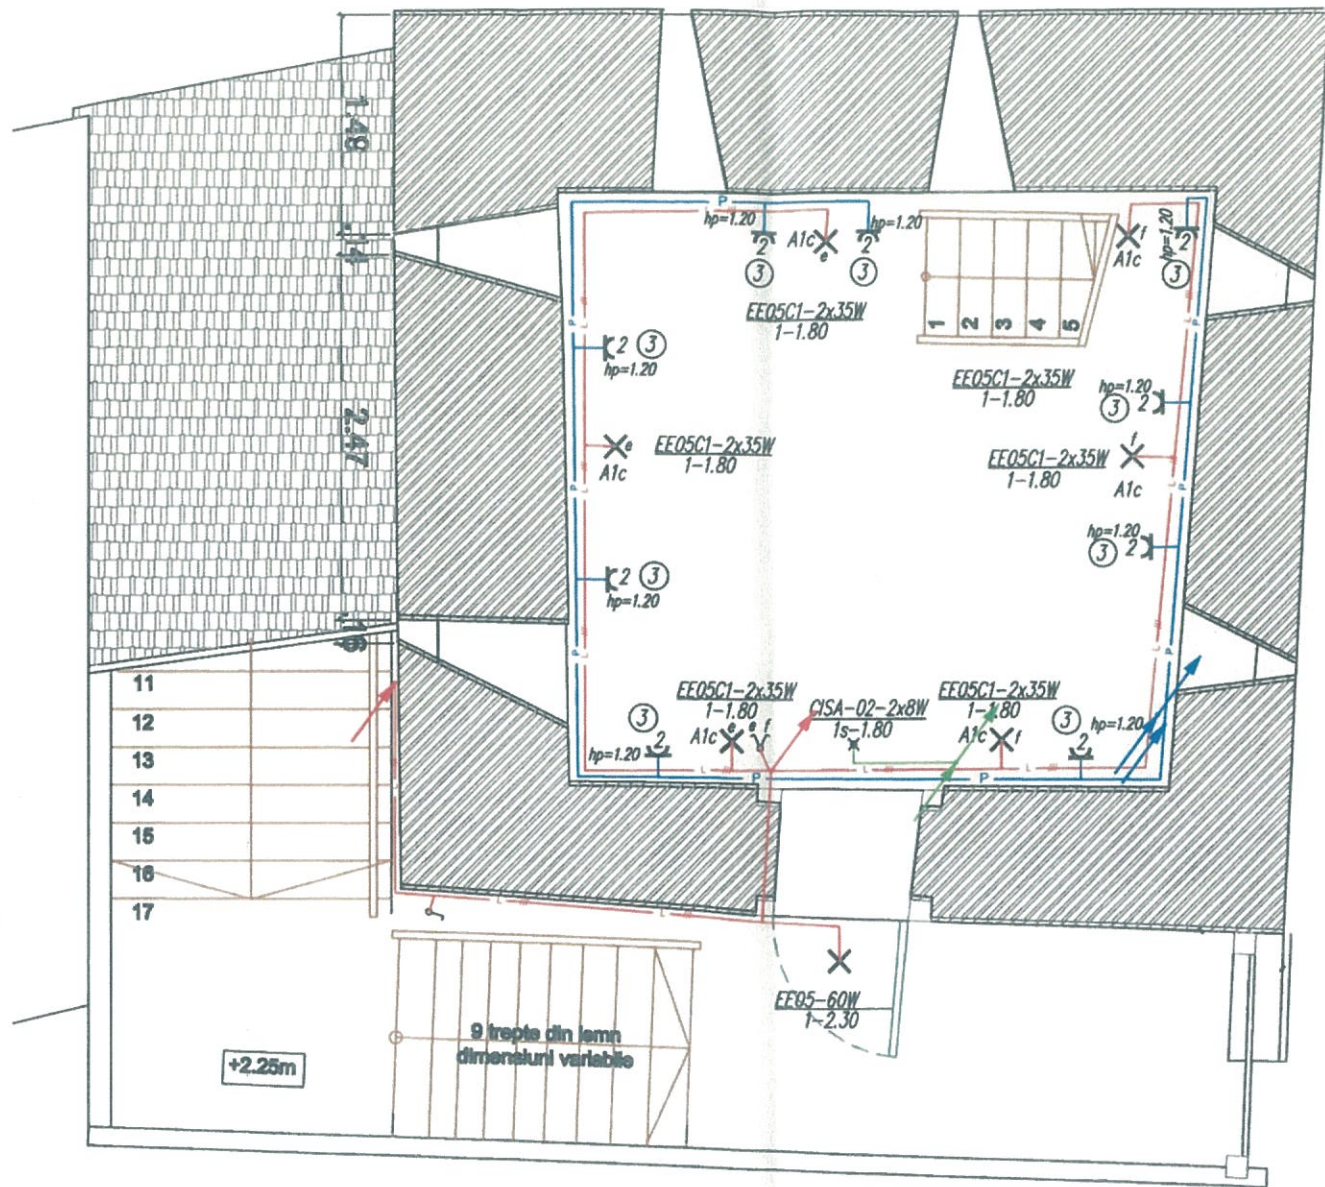 1.48
.14
2.47
P
L
hp=1.20
2
3
A1c
e
hp=1.20
2
3
EE05C1-2x35W
1-1.80
f
A1c
hp=1.20
2
3
1
2
3
4
5
2
3
hp=1.20
EE05C1-2x35W
1-1.80
hp=1.20
3
2
e
A1c
EE05C1-2x35W
1-1.80
EE05C1-2x35W
1-1.80
f
A1c
hp=1.20
3
2
2
3
hp=1.20
P
L
P
L
P
L
P
L
P
P
EE05C1-2x35W
1-1.80
CISA-02-2x8W
1s-1.80
EE05C1-2x35W
1-1.80
3
2
hp=1.20
A1c
e
e
f
A1c
f
3
2
hp=1.20
L
P
L
P
L
11
12
13
14
15
16
17
L
L
EE05-60W
1-2.30
9 trepte din lemn
dimensiuni variabile
+2.25m